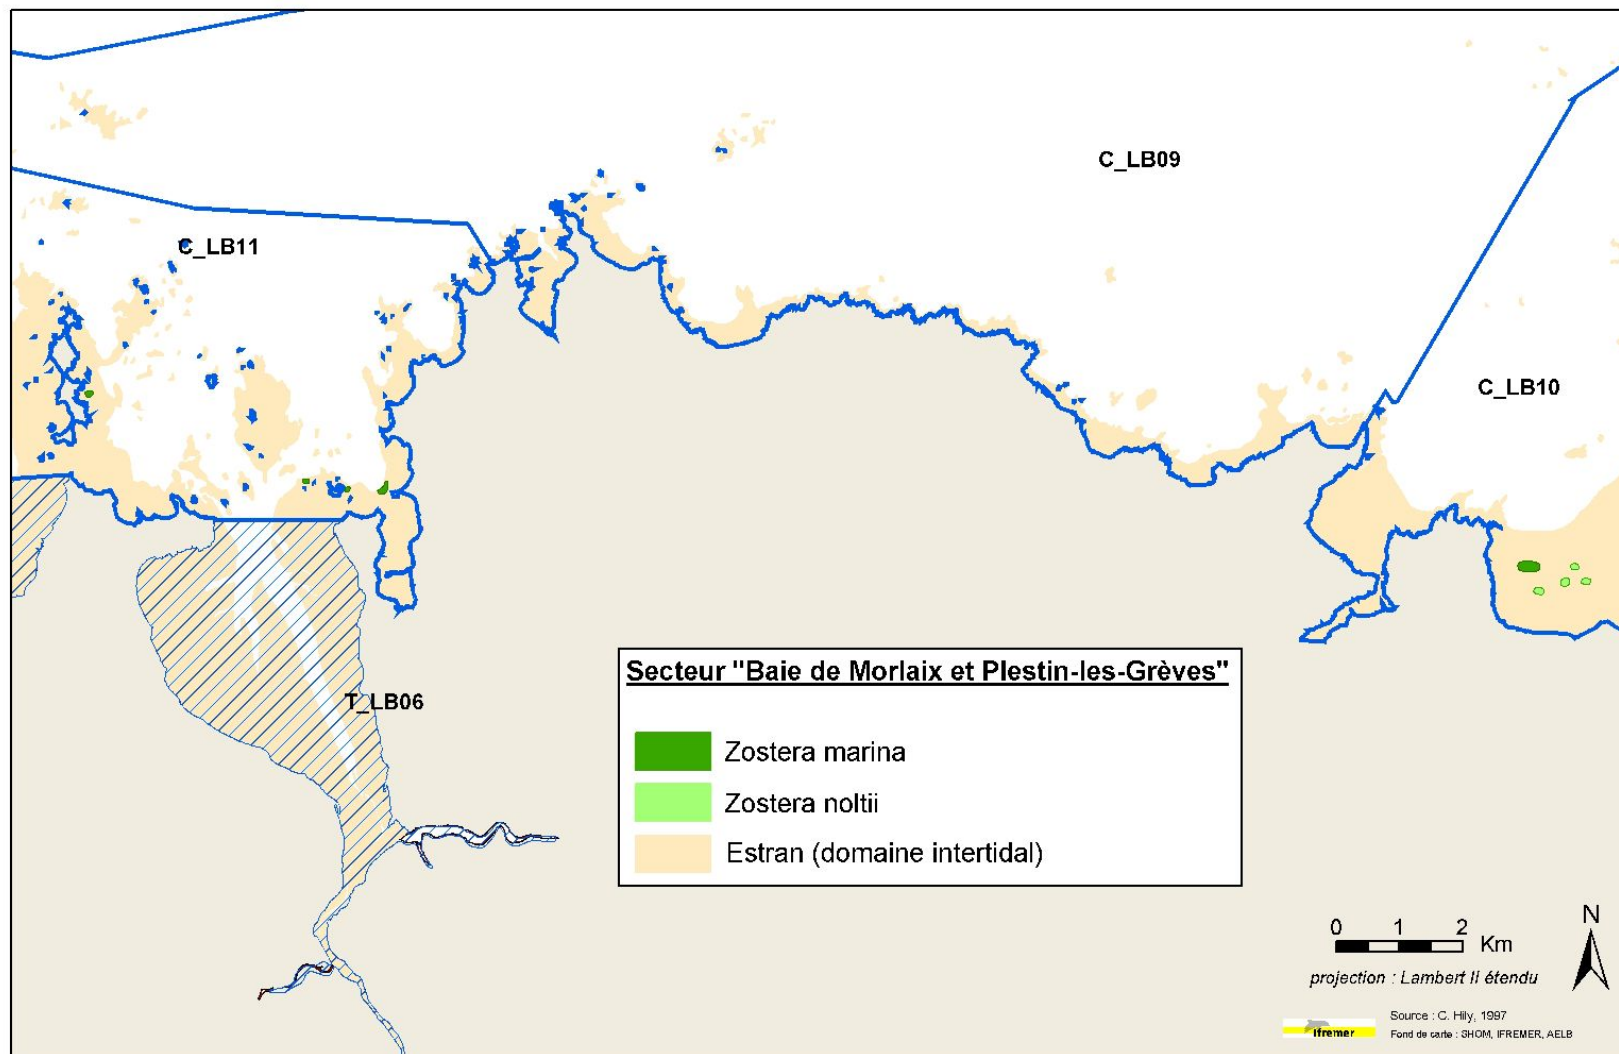 C_LB09
C_LB11
C_LB10
T_LB06
Secteur "Baie de Morlaix et Plestin-les-Grèves"
Zostera marina
Zostera noltii
Estran (domaine intertidal)
0 1 2 Km
N
projection : Lambert II étendu
Source : C. Hily, 1997
Ifremer
Fond de carte : SHOM, IFREMER, AELB